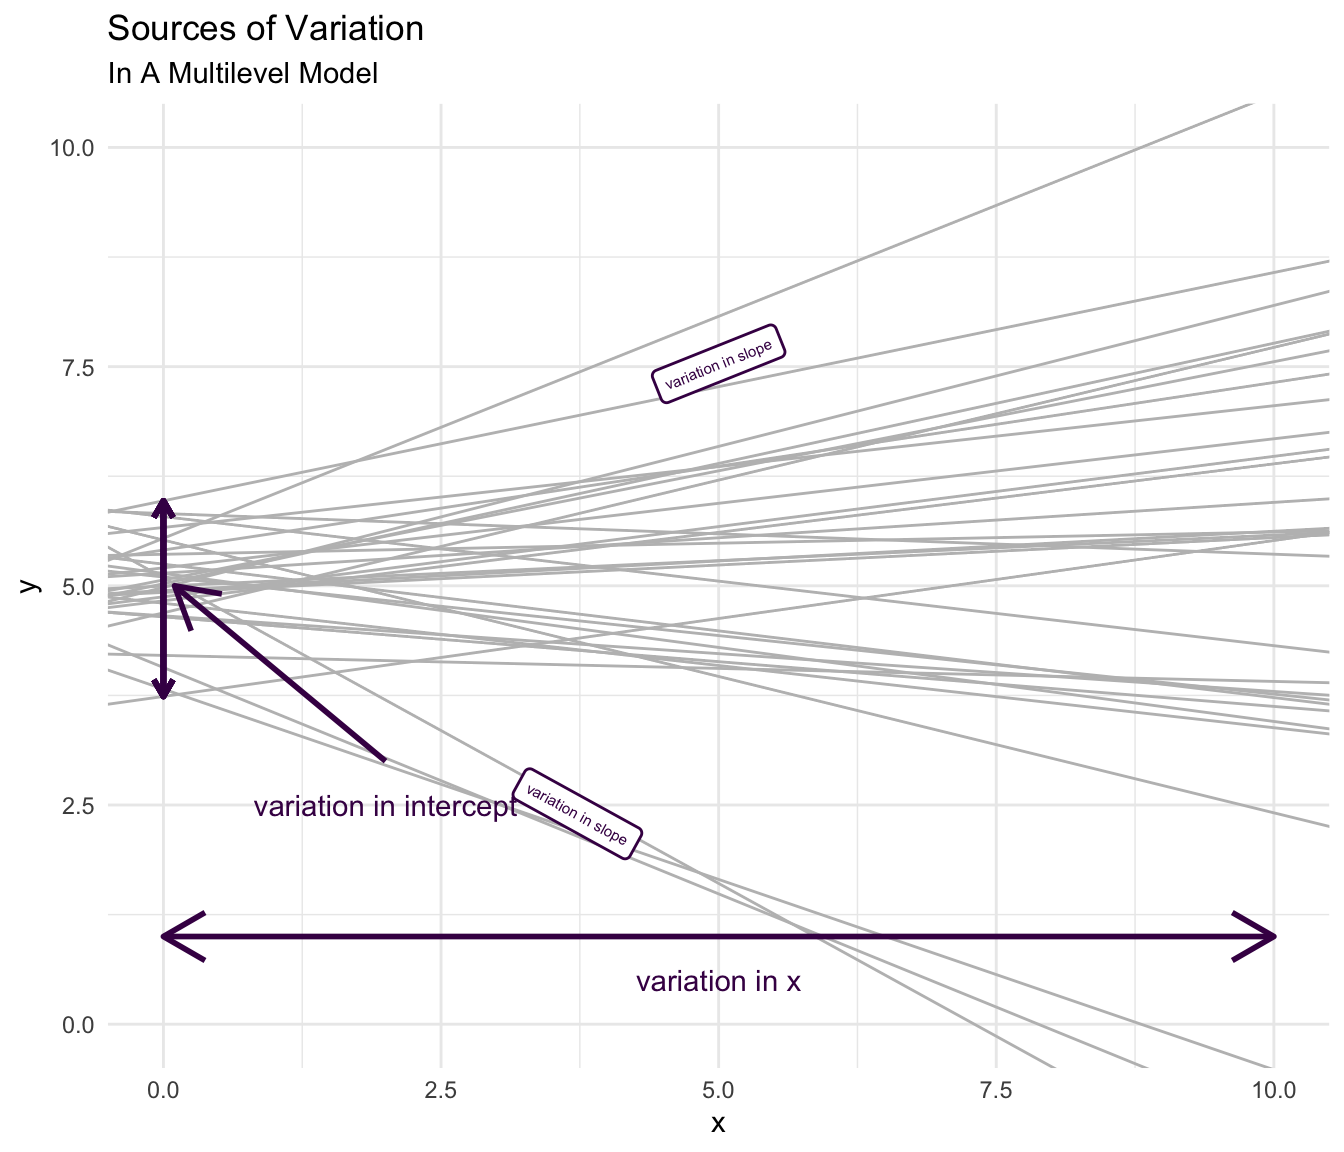 Sources of Variation
In A Multilevel Model
10.0
7.5
5.0
2.5
0.0
y
variation in slope
variation in intercept
variation in slope
variation in x
0.0 2.5 5.0 7.5 10.0
x